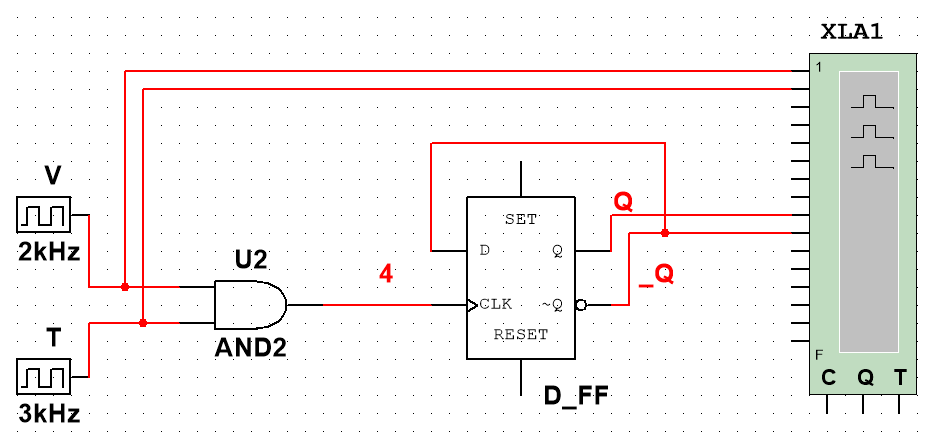 XLA1
1
V
2kHz
T
3kHz
U2
AND2
4
SET
D
Q
CLK
~Q
RESET
D_FF
Q
_Q
F
C Q T